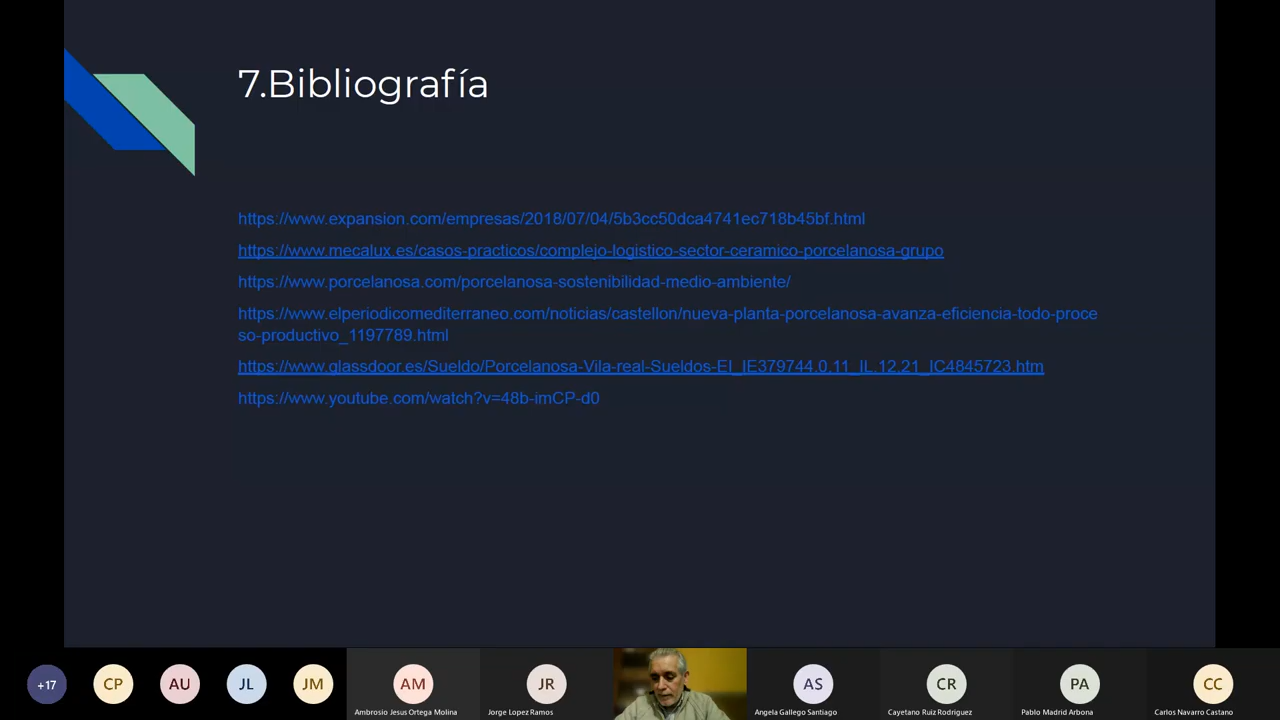 7.Bibliografía
https://www.expansion.com/empresas/2018/07/04/5b3cc50dca4741ec718b45bf.html
https://www.mecalux.es/casos-practicos/complejo-logistico-sector-ceramico-porcelanosa-grupo
https://www.porcelanosa.com/porcelanosa-sostenibilidad-medio-ambiente/
https://www.elperiodicomediterraneo.com/noticias/castellon/nueva-planta-porcelanosa-avanza-eficiencia-todo-proce
so-productivo_1197789.html
https://www.glassdoor.es/Sueldo/Porcelanosa-Vila-real-Sueldos-EI_IE379744.0,11_IL.12,21_IC4845723.htm
https://www.youtube.com/watch?v=48b-imCP-d0
+17 CP AU JL JM AM JR AS CR PA CC
Ambrosio Jesus Ortega Molina Jorge Lopez Ramos Angela Gallego Santiago Cayetano Ruiz Rodriguez Pablo Madrid Arbona Carlos Navarro Castano